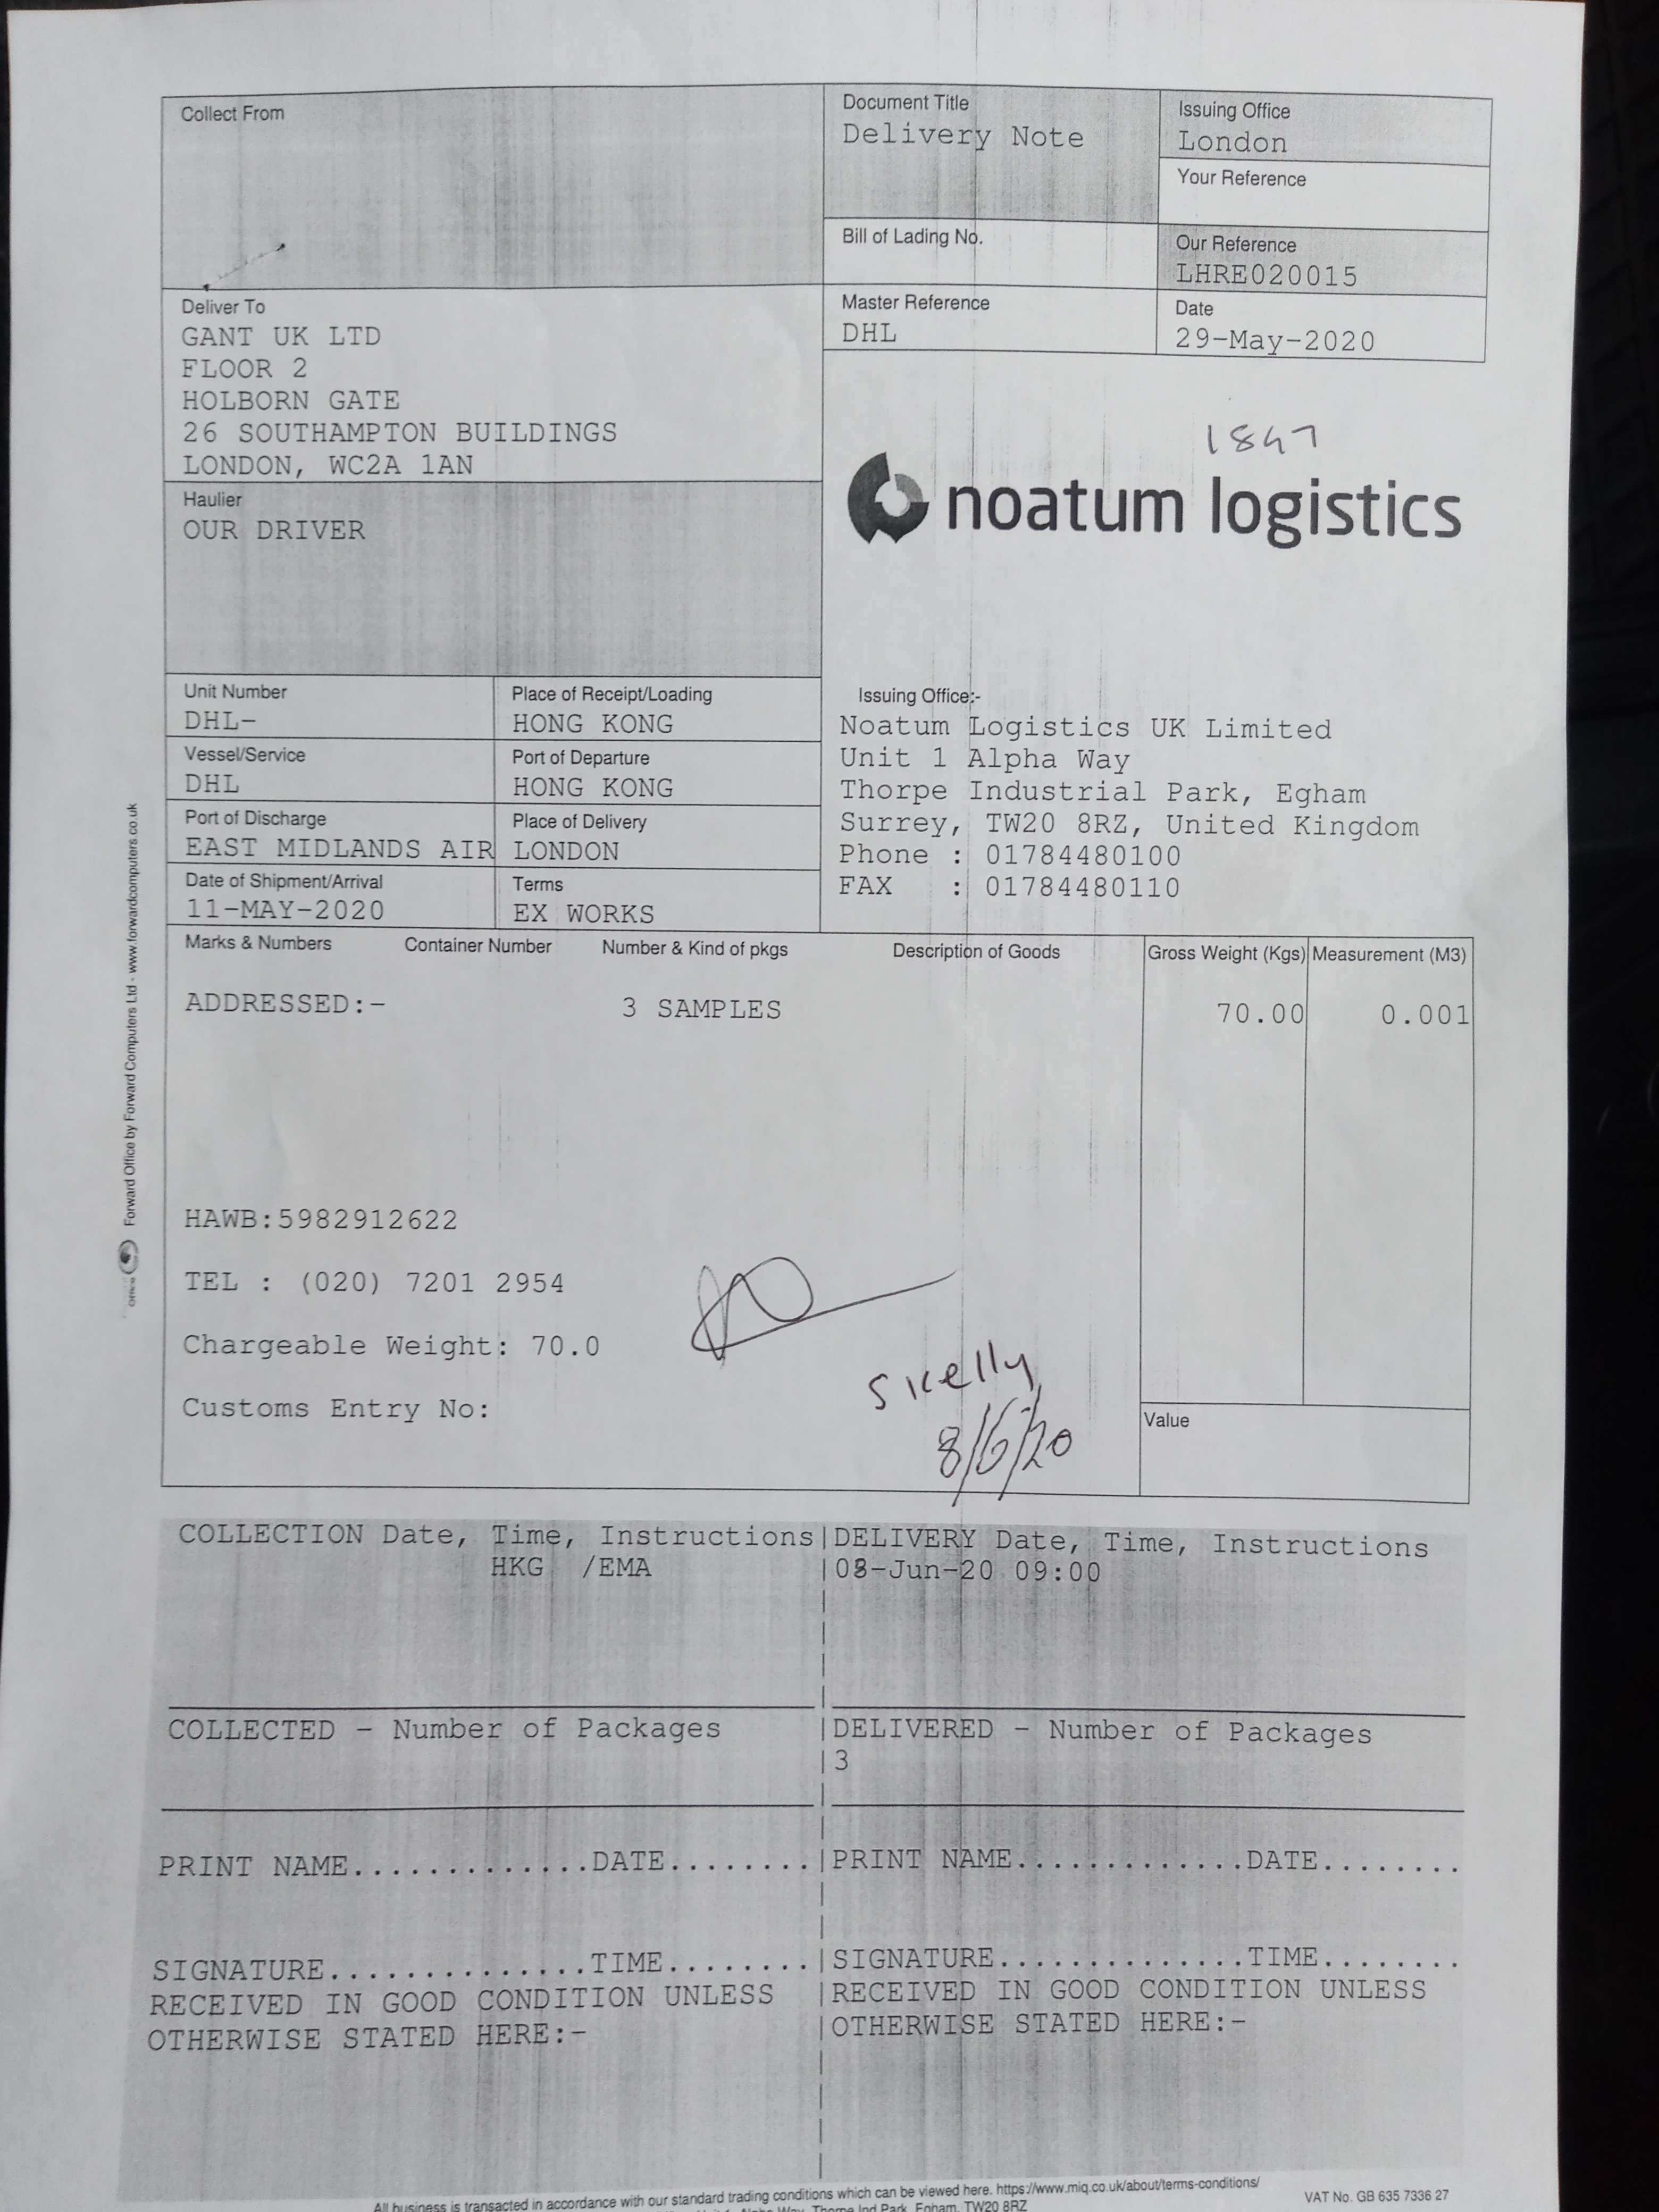 Collect From
Document Title
Delivery Note
Issuing Office
London
Your Reference
Bill of Lading No.
Our Reference
LHRE020015
Deliver To
GANT UK LTD
FLOOR 2
HOLBORN GATE
26 SOUTHAMPTON BUILDINGS
LONDON, WC2A 1AN
Master Reference
DHL
Date
29-May-2020
1847
noatum logistics
Haulier
OUR DRIVER
Unit Number
DHL-
Place of Receipt/Loading
HONG KONG
Vessel/Service
DHL
Port of Departure
HONG KONG
Port of Discharge
EAST MIDLANDS AIR
Place of Delivery
LONDON
Date of Shipment/Arrival
11-MAY-2020
Terms
EX WORKS
Issuing Office:-
Noatum Logistics UK Limited
Unit 1 Alpha Way
Thorpe Industrial Park, Egham
Surrey, TW20 8RZ, United Kingdom
Phone : 01784480100
FAX : 01784480110
Marks & Numbers Container Number Number & Kind of pkgs Description of Goods Gross Weight (Kgs) Measurement (M3)
ADDRESSED:- 3 SAMPLES 70.00 0.001
HAWB:5982912622
TEL : (020) 7201 2954
Chargeable Weight: 70.0
Customs Entry No:
Skelly
8/6/20
Value
COLLECTION Date, Time, Instructions
HKG /EMA
DELIVERY Date, Time, Instructions
08-Jun-20 09:00
COLLECTED - Number of Packages
DELIVERED - Number of Packages
3
PRINT NAME.............DATE........
PRINT NAME.............DATE........
SIGNATURE..............TIME........
RECEIVED IN GOOD CONDITION UNLESS
OTHERWISE STATED HERE:-
SIGNATURE..............TIME........
RECEIVED IN GOOD CONDITION UNLESS
OTHERWISE STATED HERE:-
Forward Office by Forward Computers Ltd - www.forwardcomputers.co.uk
All business is transacted in accordance with our standard trading conditions which can be viewed here. https://www.miq.co.uk/about/terms-conditions/
Alpha Way, Thorpe Ind Park, Egham, TW20 8RZ
VAT No. GB 635 7336 27